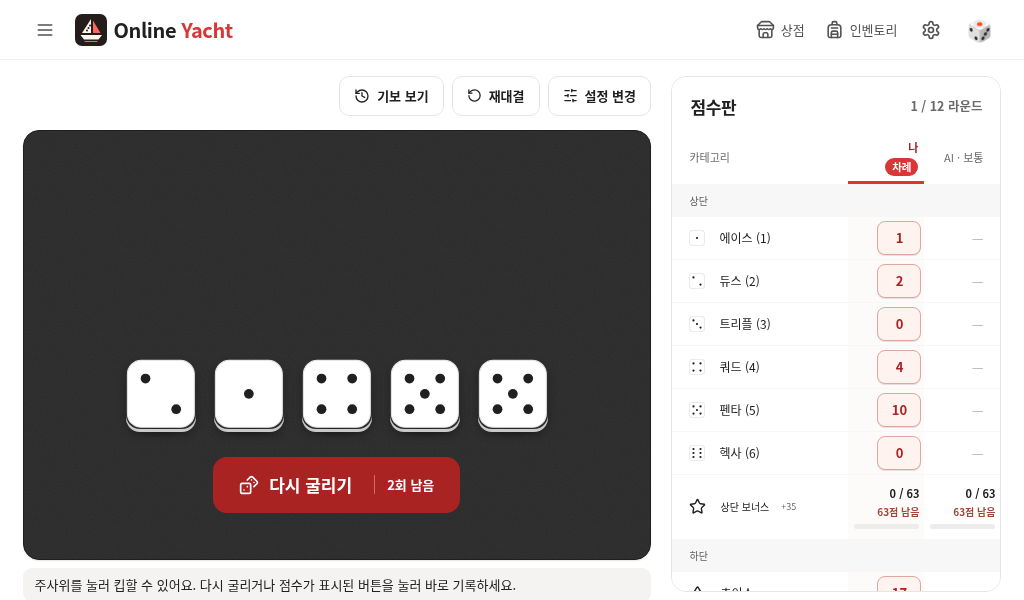 Online Yacht
상점
인벤토리
기보 보기
재대결
설정 변경
다시 굴리기
2회 남음
주사위를 눌러 킵할 수 있어요. 다시 굴리거나 점수가 표시된 버튼을 눌러 바로 기록하세요.
점수판
1 / 12 라운드
카테고리
나
차례
AI · 보통
상단
에이스 (1) 1 —
듀스 (2) 2 —
트리플 (3) 0 —
쿼드 (4) 4 —
펜타 (5) 10 —
헥사 (6) 0 —
상단 보너스 +35
0 / 63 0 / 63
63점 남음 63점 남음
하단